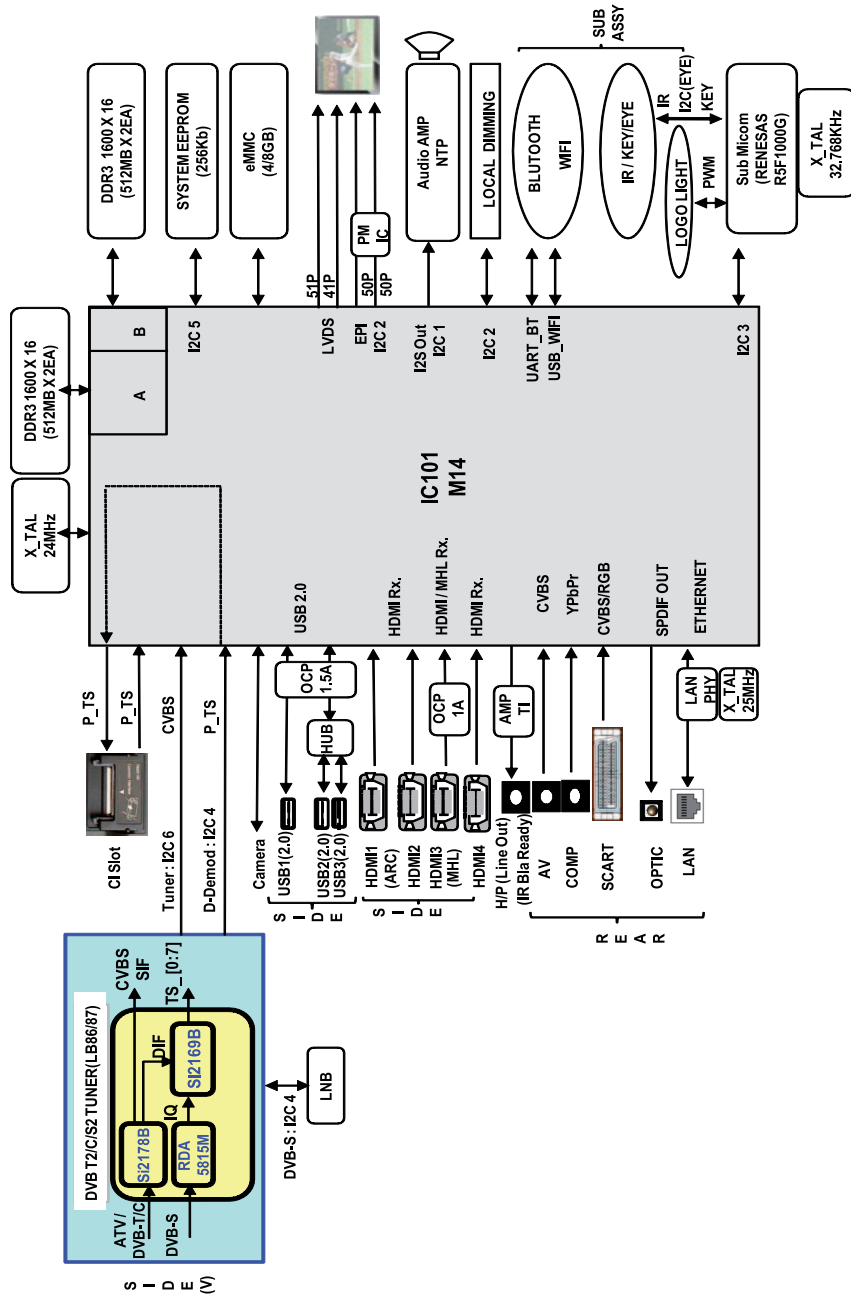 S I D E (V)
ATV /
DVB-T/C
DVB-S
DVB T2/C/S2 TUNER(LB86/87)
Si2178B
RDA
5815M
IQ
DIF
SI2169B
CVBS
SIF
TS_[0:7]
DVB-S : I2C 4
LNB
CI Slot
P_TS
P_TS
Tuner : I2C 6
CVBS
D-Demod : I2C 4
P_TS
Camera
S I D E
USB1(2.0)
USB2(2.0)
USB3(2.0)
HUB
OCP
1.5A
USB 2.0
S I D E
HDMI1
(ARC)
HDMI2
HDMI3
(MHL)
HDMI4
OCP
1A
HDMI Rx.
HDMI / MHL Rx.
HDMI Rx.
H/P (Line Out)
(IR Bla Ready)
AMP
TI
R E A R
AV
COMP
SCART
OPTIC
LAN
CVBS
YPbPr
CVBS/RGB
SPDIF OUT
ETHERNET
LAN
PHY
X_TAL
25MHz
X_TAL
24MHz
DDR3 1600 X 16
(512MB X 2EA)
A
B
IC101
M14
I2C 5
LVDS
EPI
I2C 2
I2S Out
I2C 1
I2C 2
UART_BT
USB_WIFI
I2C 3
DDR3 1600 X 16
(512MB X 2EA)
SYSTEM EEPROM
(256Kb)
eMMC
(4/8GB)
51P
41P
50P
50P
PM
IC
Audio AMP
NTP
LOCAL DIMMING
BLUTOOTH
WIFI
IR / KEY/EYE
SUB
ASSY
LOGO LIGHT
PWM
IR
I2C(EYE)
KEY
Sub Micom
(RENESAS
R5F1000G)
X_TAL
32,768KHz